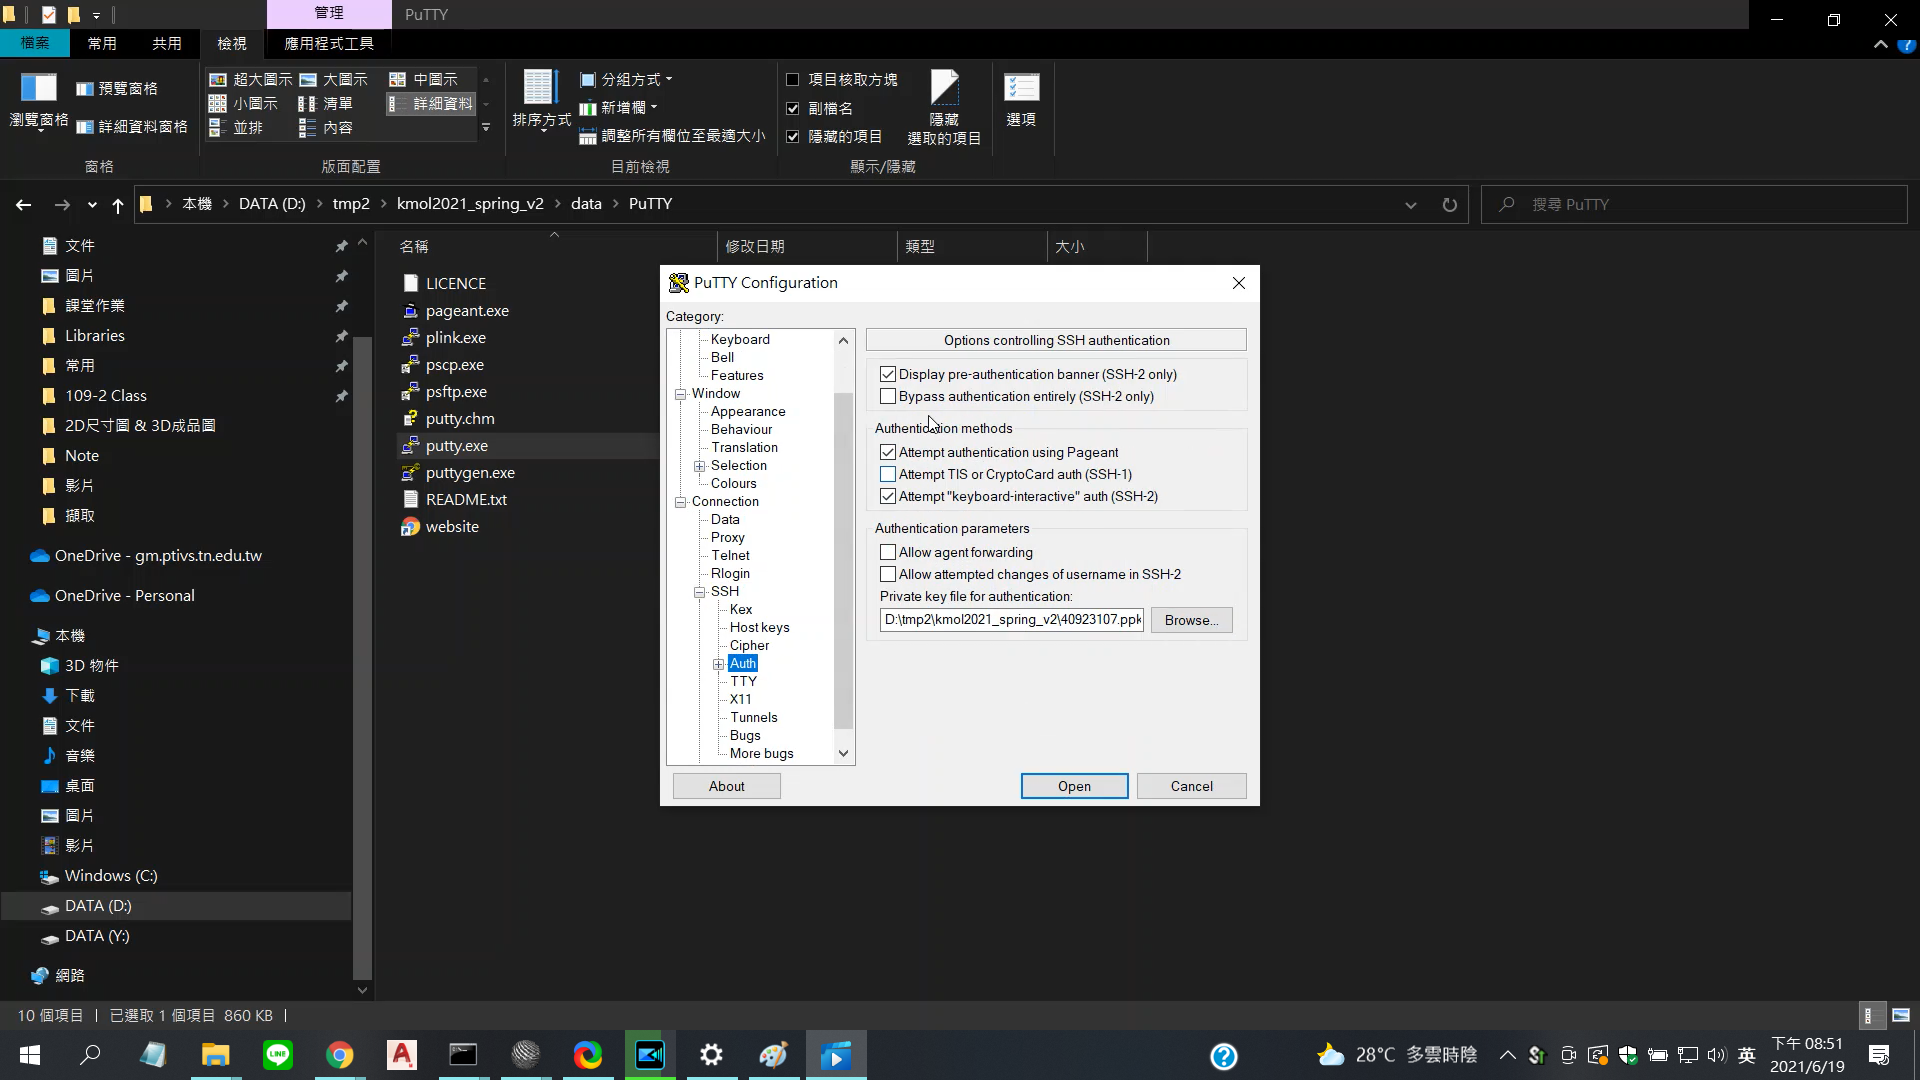 管理
PuTTY
檔案
常用
共用
檢視
應用程式工具
瀏覽窗格
預覽窗格
詳細資料窗格
窗格
超大圖示
大圖示
中圖示
小圖示
清單
詳細資料
並排
內容
版面配置
排序方式
分組方式
新增欄
調整所有欄位至最適大小
目前檢視
項目核取方塊
副檔名
隱藏的項目
隱藏
選取的項目
顯示/隱藏
選項
本機
DATA (D:)
tmp2
kmol2021_spring_v2
data
PuTTY
搜尋 PuTTY
文件
圖片
課堂作業
Libraries
常用
109-2 Class
2D尺寸圖 & 3D成品圖
Note
影片
擷取
OneDrive - gm.ptivs.tn.edu.tw
OneDrive - Personal
本機
3D 物件
下載
文件
音樂
桌面
圖片
影片
Windows (C:)
DATA (D:)
DATA (Y:)
網路
名稱
修改日期
類型
大小
LICENCE
pageant.exe
plink.exe
pscp.exe
psftp.exe
putty.chm
putty.exe
puttygen.exe
README.txt
website
PuTTY Configuration
Category:
Keyboard
Bell
Features
Window
Appearance
Behaviour
Translation
Selection
Colours
Connection
Data
Proxy
Telnet
Rlogin
SSH
Kex
Host keys
Cipher
Auth
TTY
X11
Tunnels
Bugs
More bugs
Options controlling SSH authentication
Display pre-authentication banner (SSH-2 only)
Bypass authentication entirely (SSH-2 only)
Authentication methods
Attempt authentication using Pageant
Attempt TIS or CryptoCard auth (SSH-1)
Attempt "keyboard-interactive" auth (SSH-2)
Authentication parameters
Allow agent forwarding
Allow attempted changes of username in SSH-2
Private key file for authentication:
D:\tmp2\kmol2021_spring_v2\40923107.ppk
Browse...
About
Open
Cancel
10 個項目
已選取 1 個項目 860 KB
LINE
28°C 多雲時陰
英
下午 08:51
2021/6/19